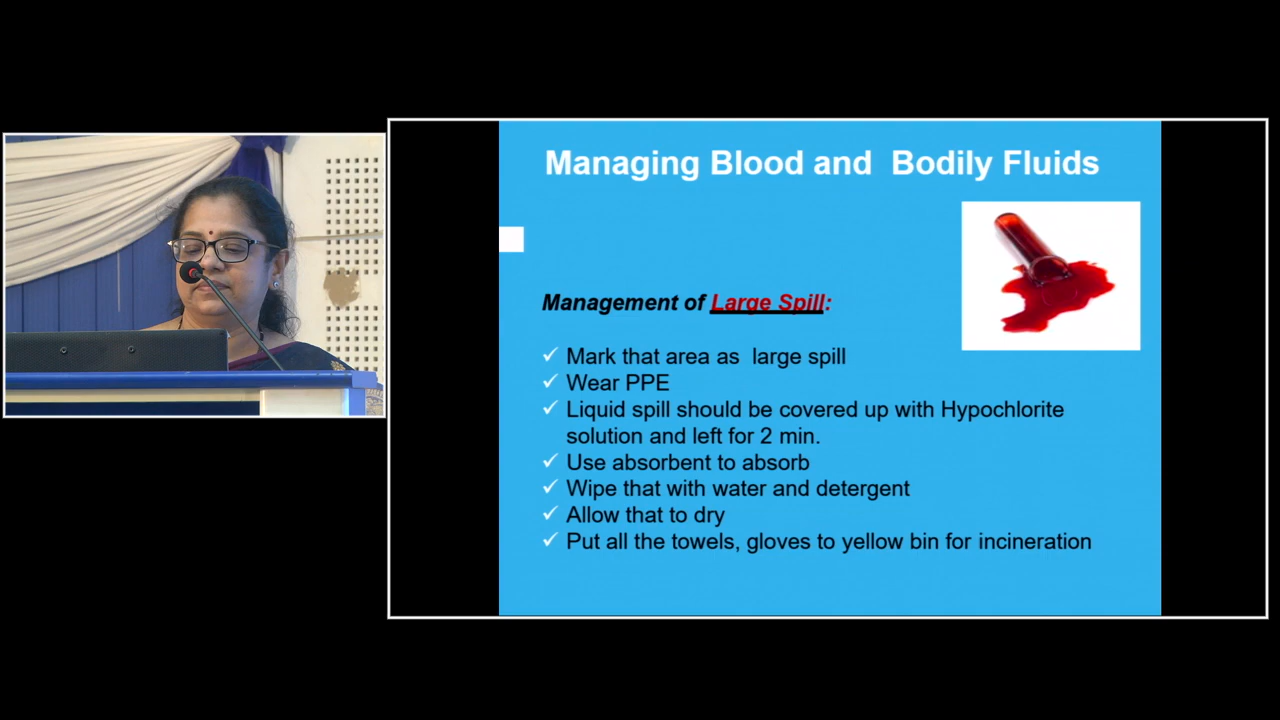 Managing Blood and  Bodily Fluids
Management of Large Spill:
✓ Mark that area as  large spill
✓ Wear PPE
✓ Liquid spill should be covered up with Hypochlorite
solution and left for 2 min.
✓ Use absorbent to absorb
✓ Wipe that with water and detergent
✓ Allow that to dry
✓ Put all the towels, gloves to yellow bin for incineration